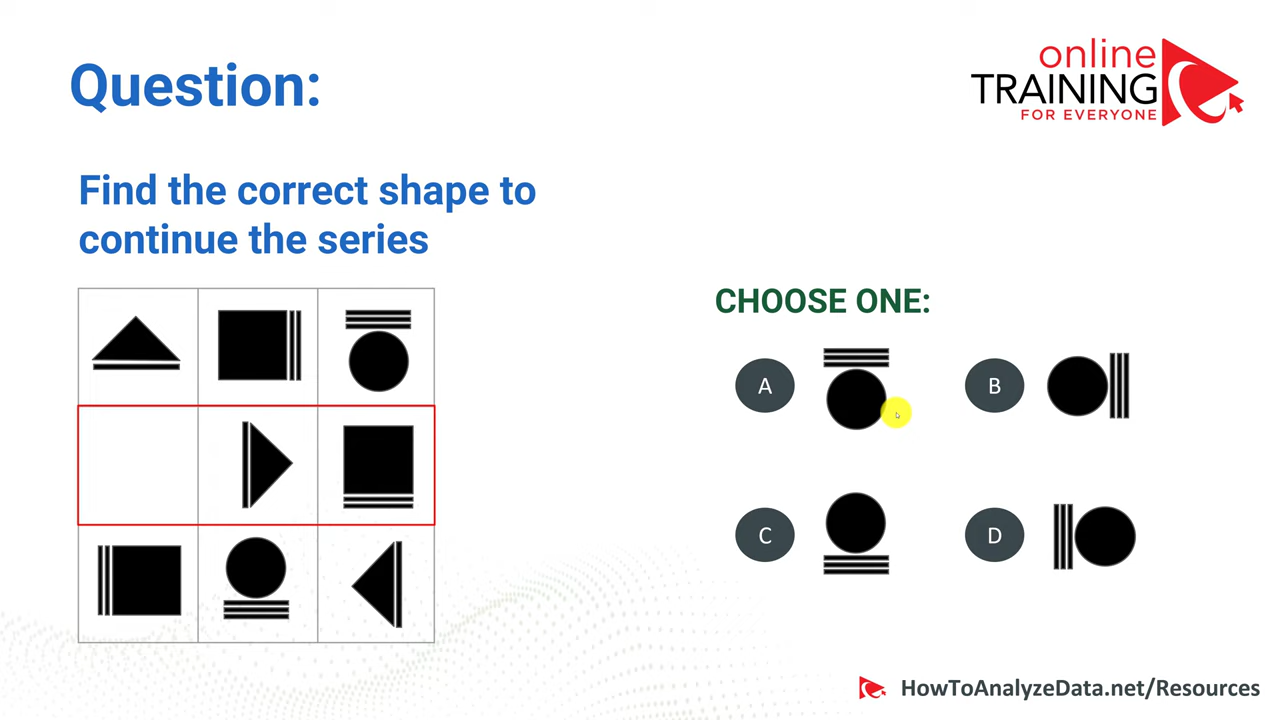 Question:
online
TRAINING
FOR EVERYONE
Find the correct shape to
continue the series
CHOOSE ONE:
A
B
C
D
HowToAnalyzeData.net/Resources